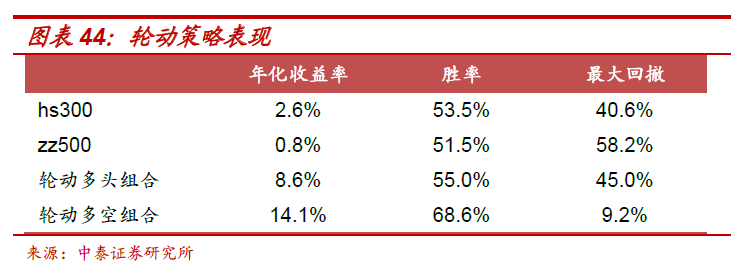 图表 44：轮动策略表现
年化收益率 胜率 最大回撤
hs300 2.6% 53.5% 40.6%
zz500 0.8% 51.5% 58.2%
轮动多头组合 8.6% 55.0% 45.0%
轮动多空组合 14.1% 68.6% 9.2%
来源：中泰证券研究所